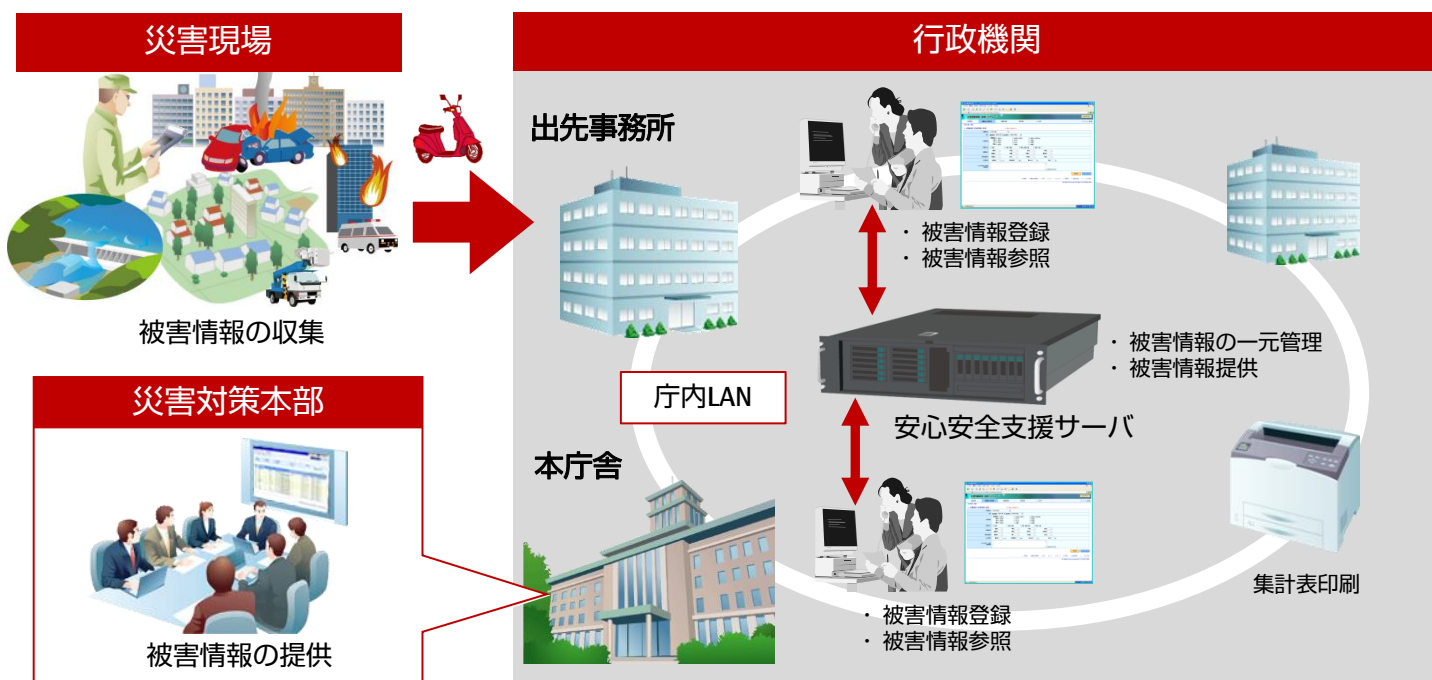 災害現場
被害情報の収集
災害対策本部
被害情報の提供
行政機関
出先事務所
・ 被害情報登録
・ 被害情報参照
・ 被害情報の一元管理
・ 被害情報提供
庁内LAN
安心安全支援サーバ
本庁舎
・ 被害情報登録
・ 被害情報参照
集計表印刷